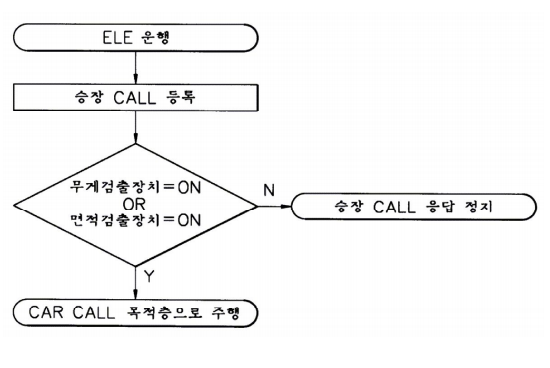 ELE 운행
승장 CALL 등록
무게검출장치=ON
OR
면적검출장치=ON
N
승장 CALL 응답 정지
Y
CAR CALL 목적층으로 주행